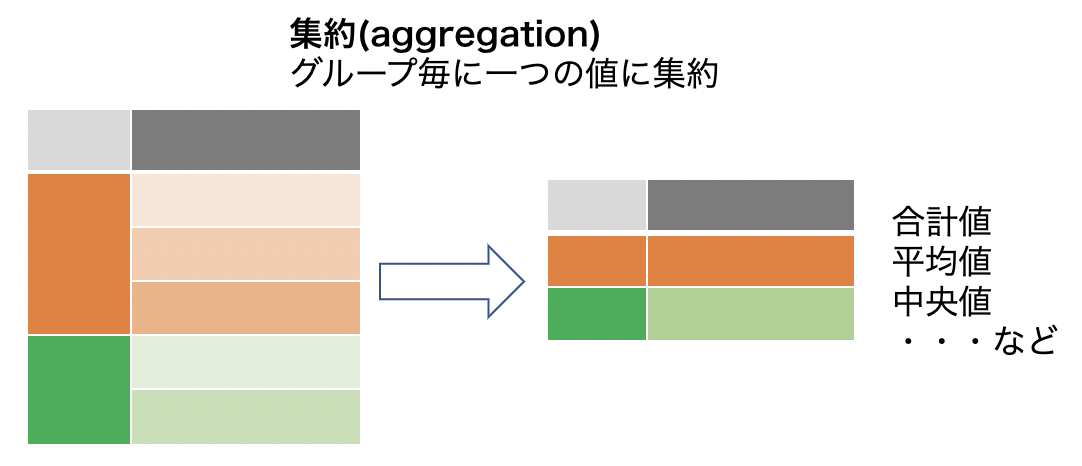 集約(aggregation)
グループ毎に一つの値に集約
合計値
平均値
中央値
・・・など